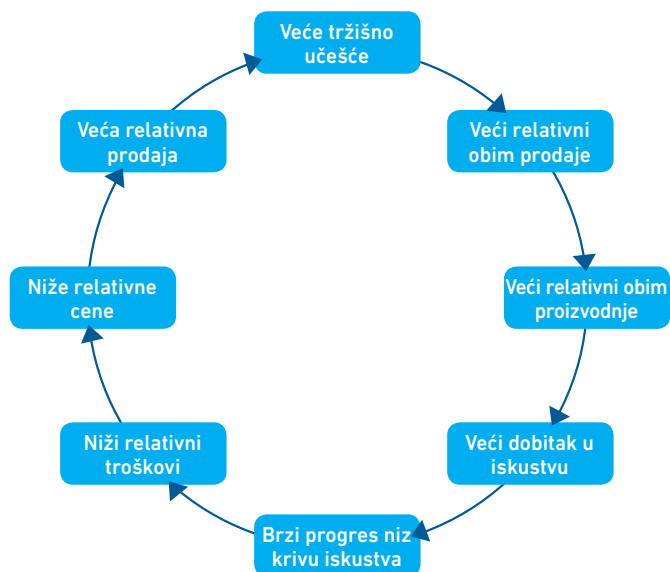 Veće tržišno
učešće
Veći relativni
obim prodaje
Veći relativni obim
proizvodnje
Veći dobitak u
iskustvu
Brzi progres niz
krivu iskustva
Niži relativni
troškovi
Niže relativne
cene
Veća relativna
prodaja